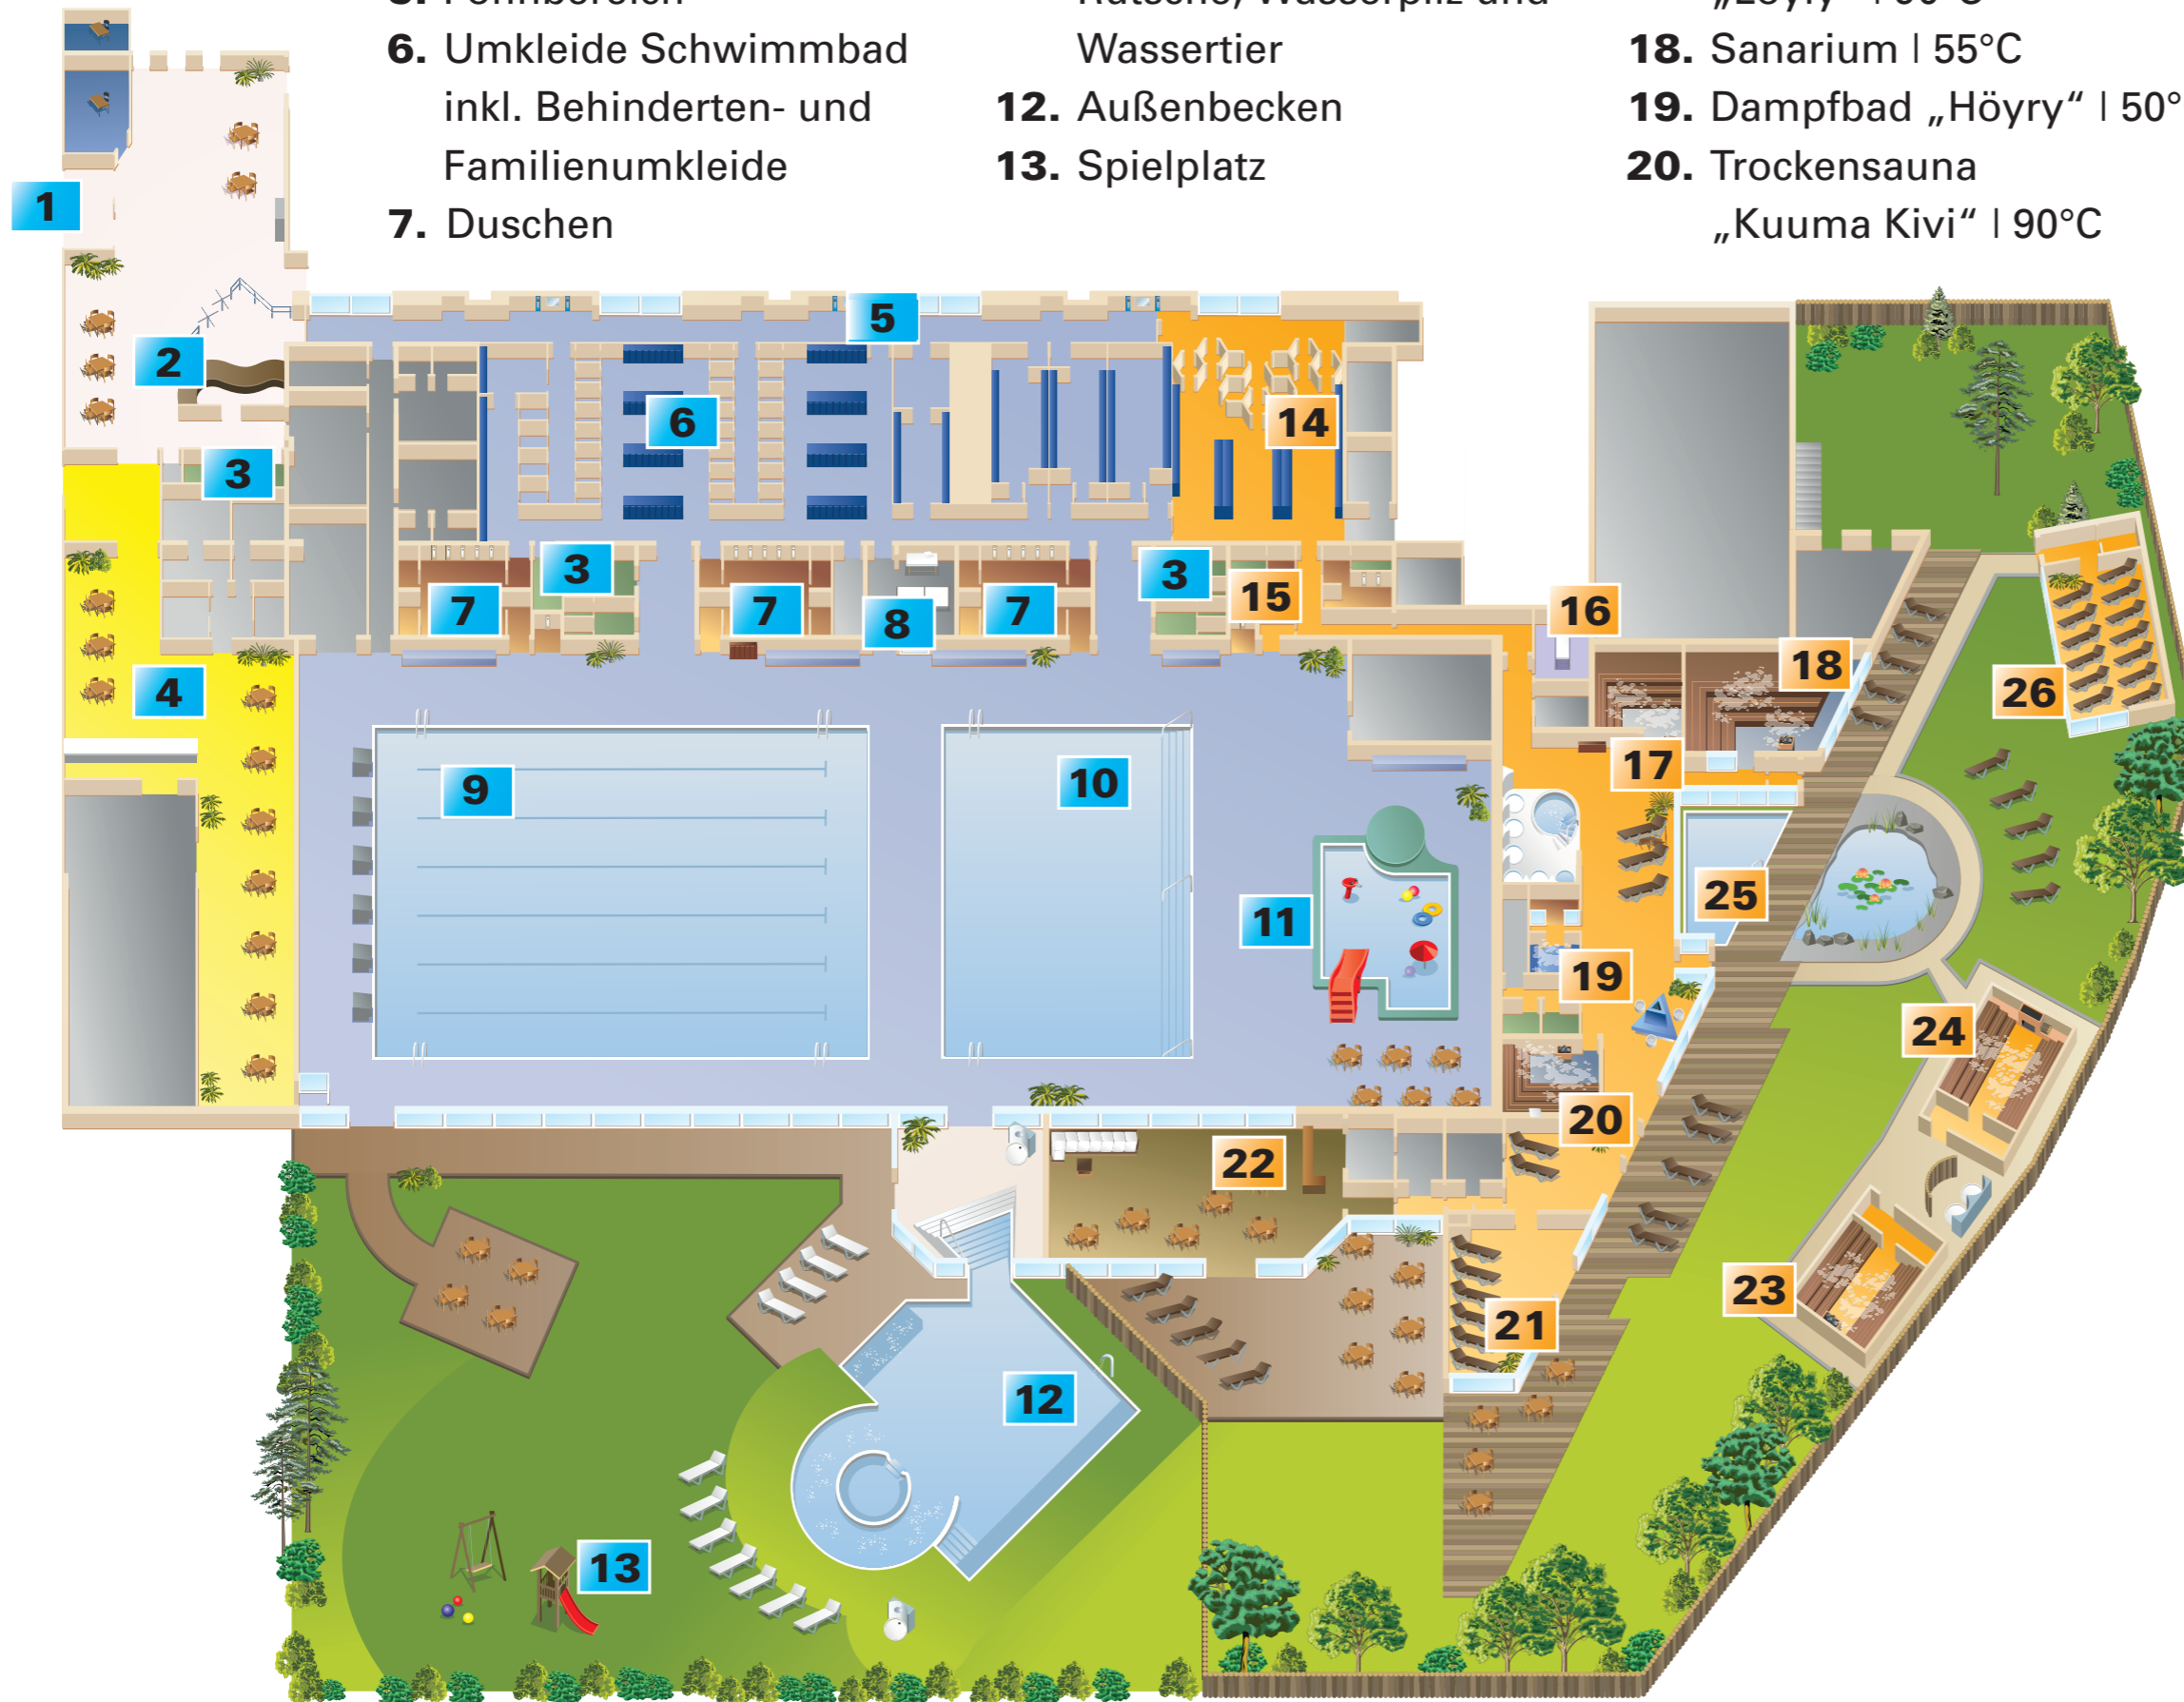 6. Umkleide Schwimmbad
inkl. Behinderten- und
Familienumkleide
7. Duschen
Wassertier
12. Außenbecken
13. Spielplatz
18. Sanarium | 55°C
19. Dampfbad „Höyry“ | 50°
20. Trockensauna
„Kuuma Kivi“ | 90°C
1
2
3
4
5
6
7
3
7
8
7
3
9
10
11
12
13
14
15
16
17
18
19
20
21
22
23
24
25
26